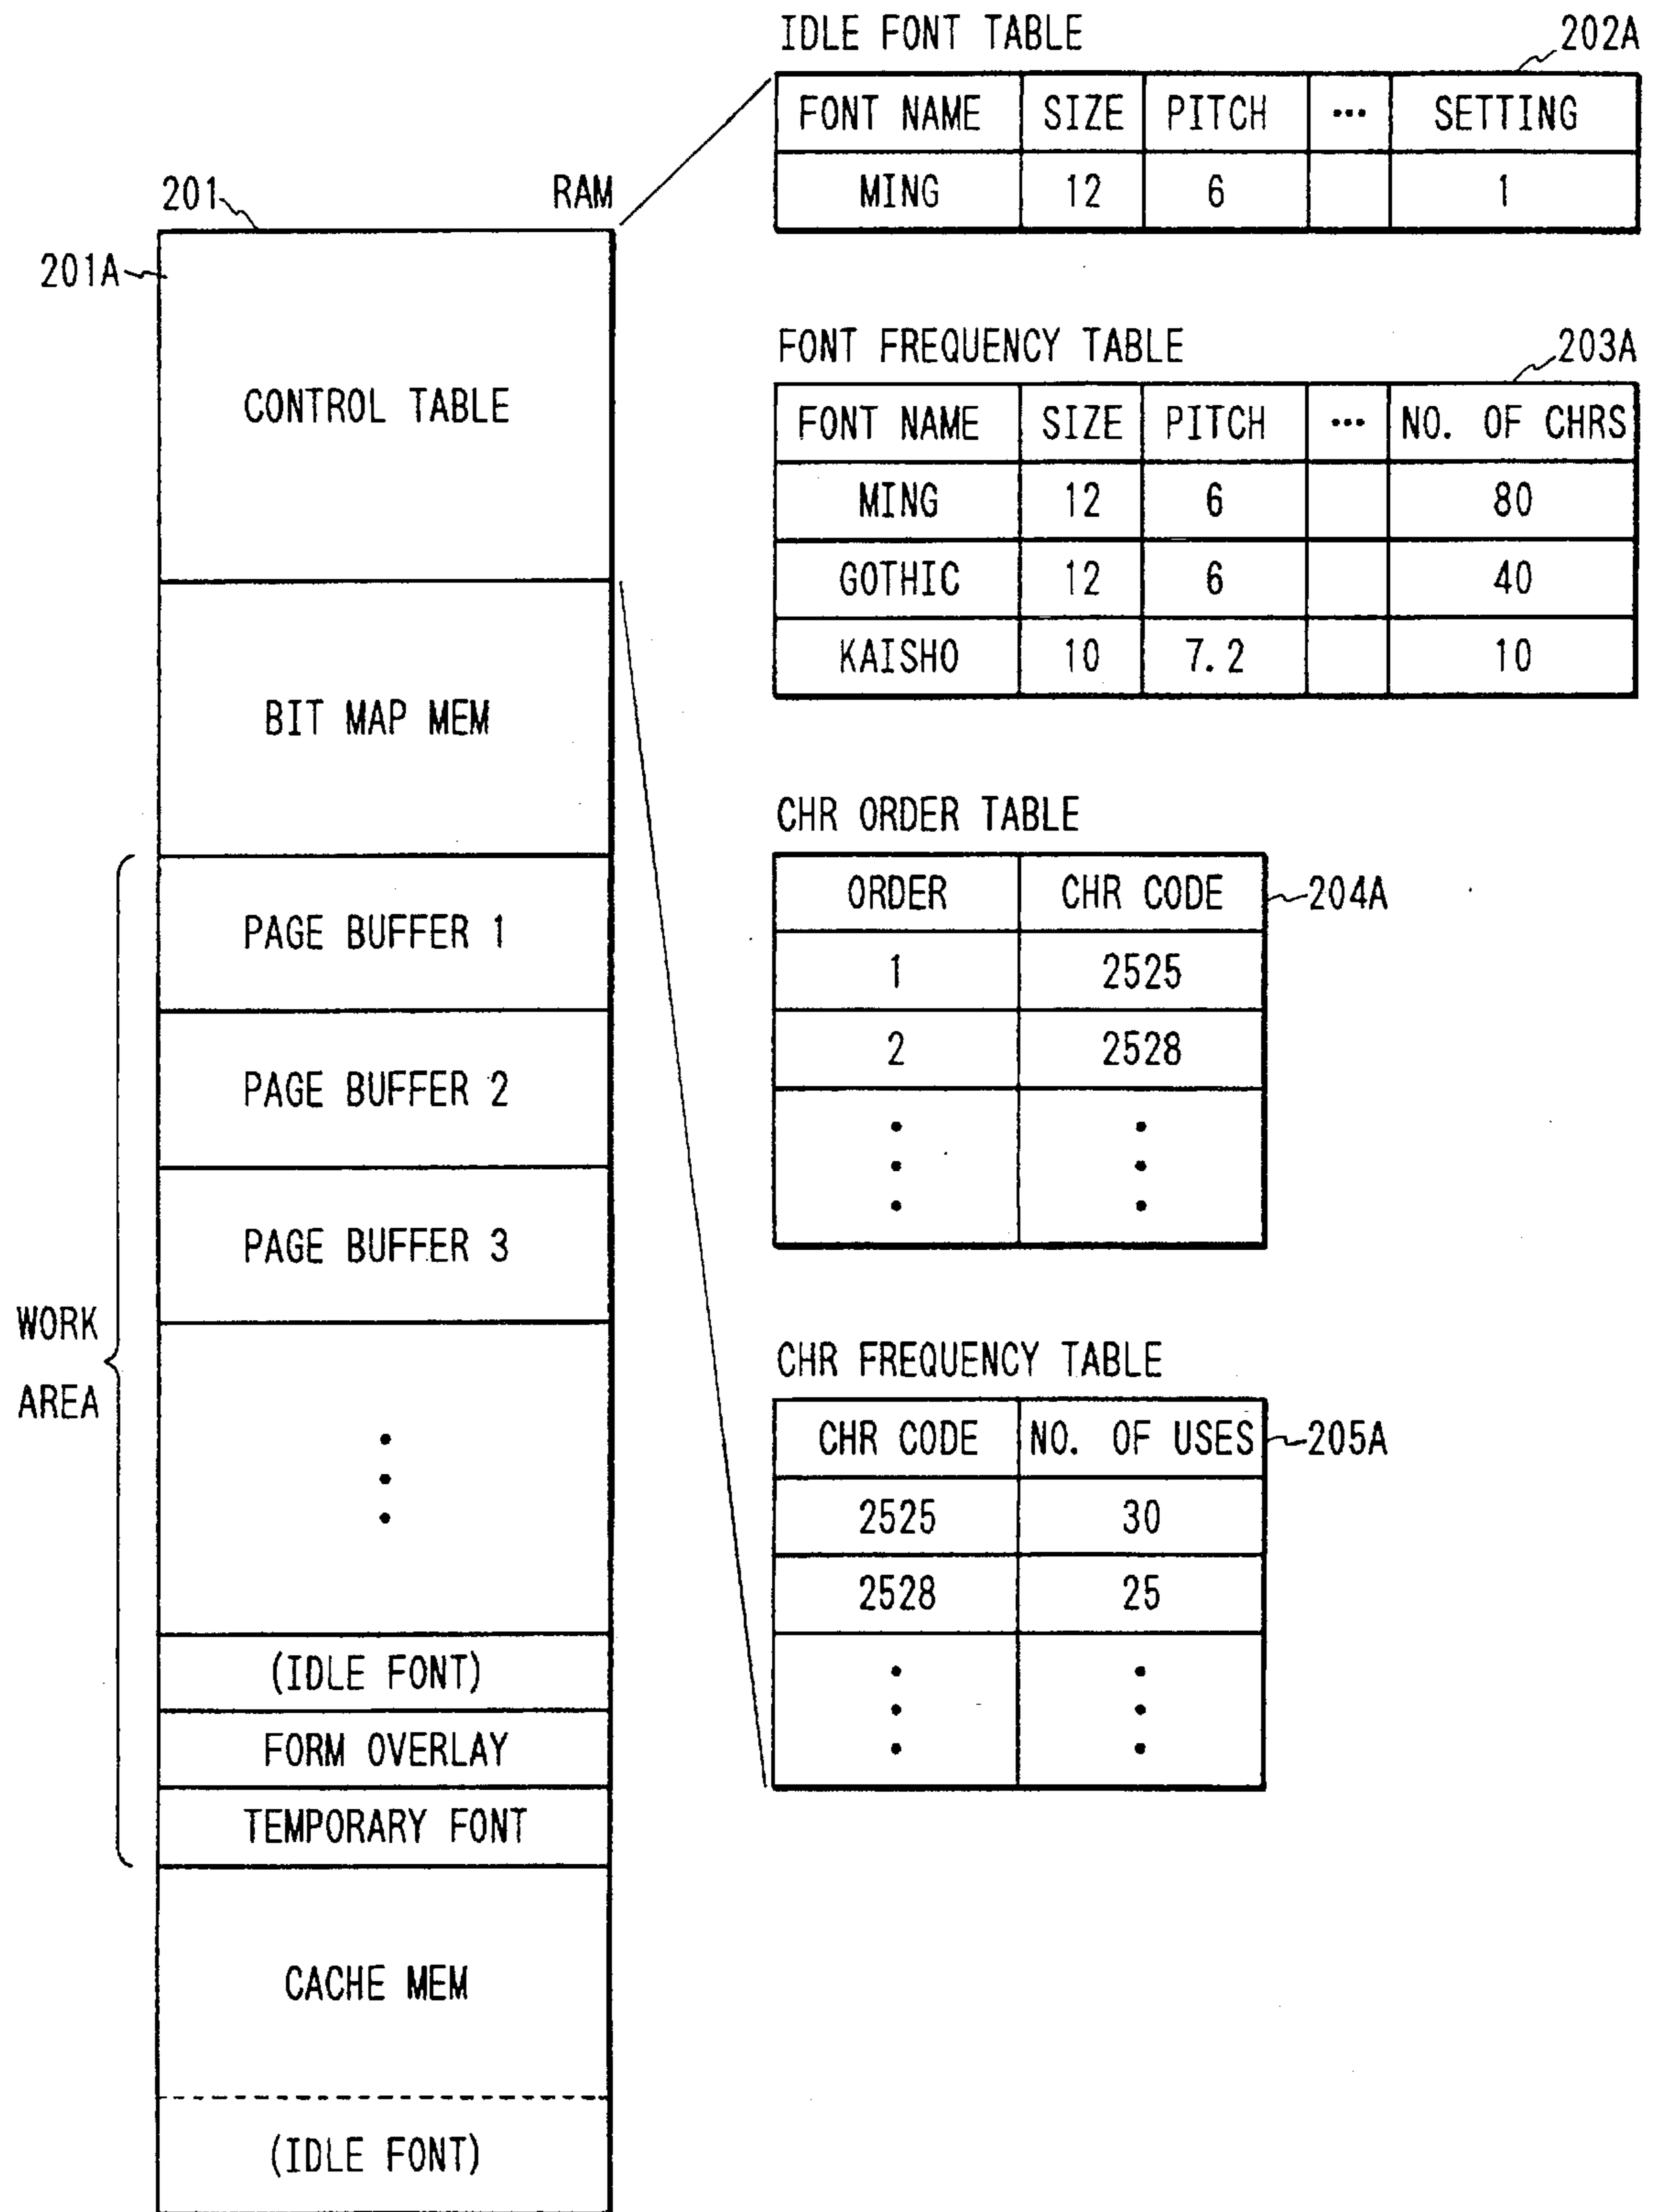 201
RAM
201A
CONTROL TABLE
BIT MAP MEM
WORK
AREA
PAGE BUFFER 1
PAGE BUFFER 2
PAGE BUFFER 3
(IDLE FONT)
FORM OVERLAY
TEMPORARY FONT
CACHE MEM
(IDLE FONT)
IDLE FONT TABLE
202A
FONT NAME SIZE PITCH ... SETTING
MING 12 6 1
FONT FREQUENCY TABLE
203A
FONT NAME SIZE PITCH ... NO. OF CHRS
MING 12 6 80
GOTHIC 12 6 40
KAISHO 10 7.2 10
CHR ORDER TABLE
ORDER CHR CODE 204A
1 2525
2 2528
CHR FREQUENCY TABLE
CHR CODE NO. OF USES 205A
2525 30
2528 25